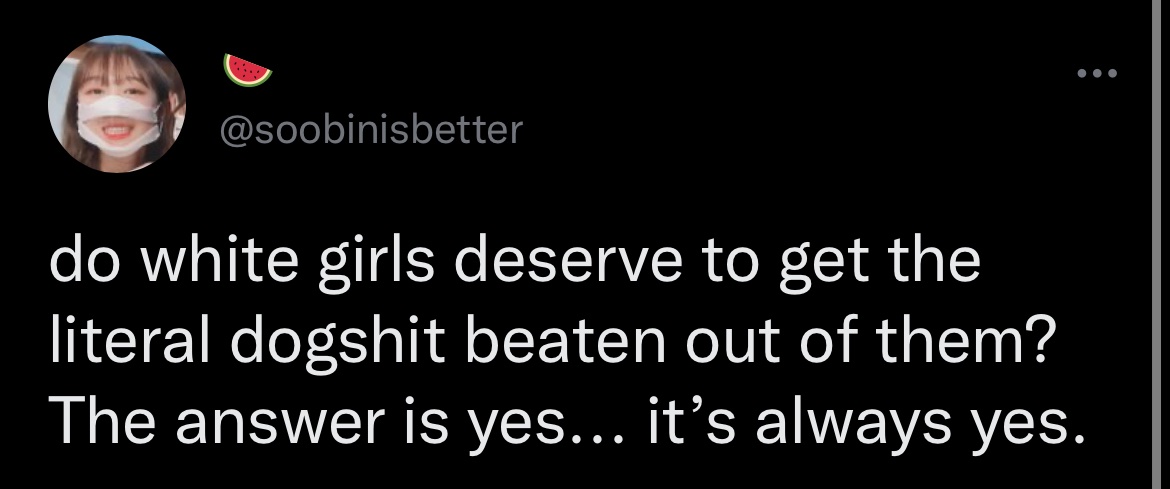 🍉
@soobinisbetter
do white girls deserve to get the
literal dogshit beaten out of them?
The answer is yes... it’s always yes.